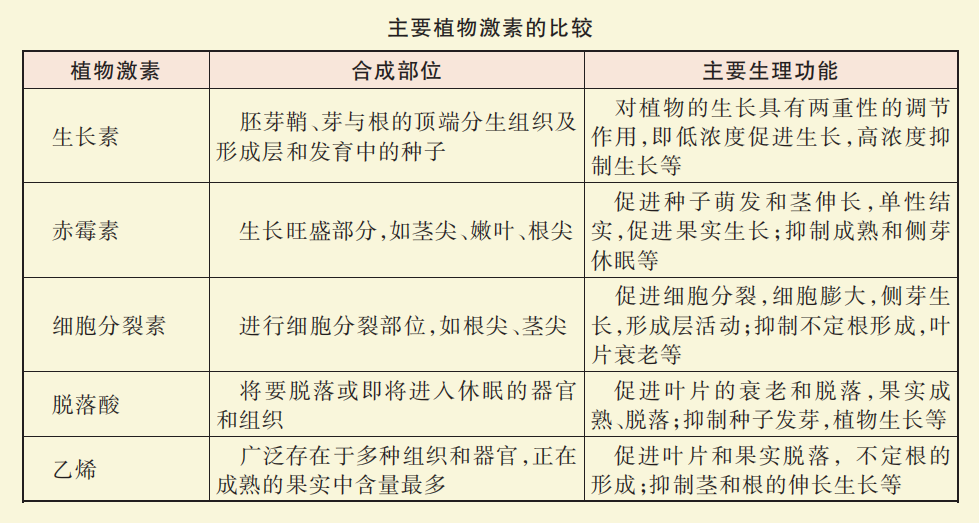 主要植物激素的比较
植物激素
合成部位
主要生理功能
生长素
胚芽鞘、芽与根的顶端分生组织及
形成层和发育中的种子
对植物的生长具有两重性的调节
作用,即低浓度促进生长,高浓度抑
制生长等
赤霉素
生长旺盛部分,如茎尖、嫩叶、根尖
促进种子萌发和茎伸长,单性结
实,促进果实生长;抑制成熟和侧芽
休眠等
细胞分裂素
进行细胞分裂部位,如根尖、茎尖
促进细胞分裂,细胞膨大,侧芽生
长,形成层活动;抑制不定根形成,叶
片衰老等
脱落酸
将要脱落或即将进入休眠的器官
和组织
促进叶片的衰老和脱落,果实成
熟、脱落;抑制种子发芽,植物生长等
乙烯
广泛存在于多种组织和器官,正在
成熟的果实中含量最多
促进叶片和果实脱落, 不定根的
形成;抑制茎和根的伸长生长等